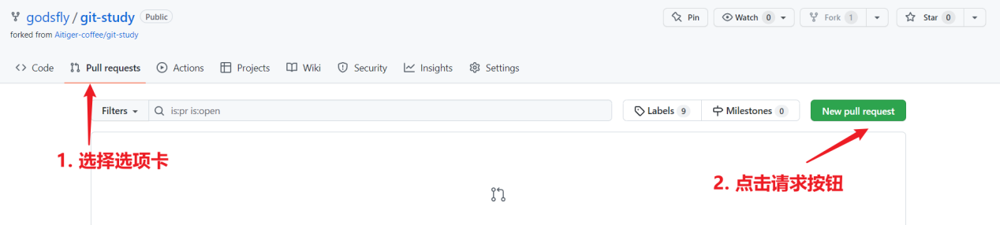 godsfly / git-study Public
Pin Watch 0 Fork 1 Star 0
forked from Aitiger-coffee/git-study
Code Pull requests Actions Projects Wiki Security Insights Settings
Filters is:pr is:open Labels 9 Milestones 0 New pull request
1. 选择选项卡
2. 点击请求按钮